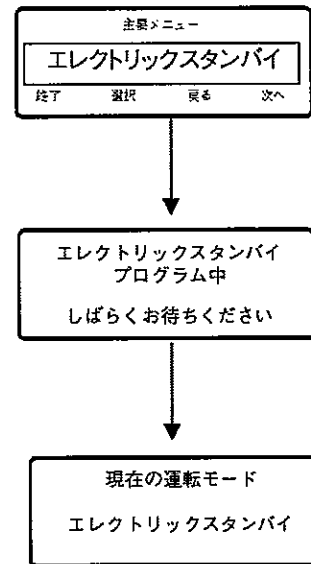 主要メニュー
エレクトリックスタンバイ
終了 選択 戻る 次へ
エレクトリックスタンバイ
プログラム中
しばらくお待ちください
現在の運転モード
エレクトリックスタンバイ